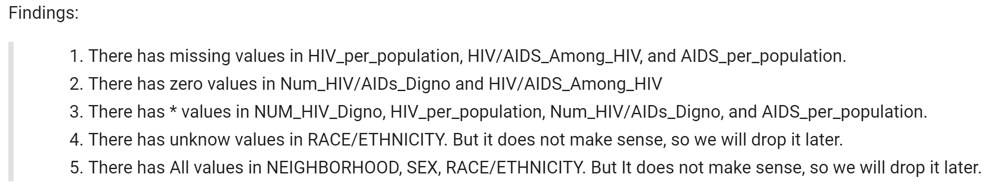 Findings:
1. There has missing values in HIV_per_population, HIV/AIDS_Among_HIV, and AIDS_per_population.
2. There has zero values in Num_HIV/AIDs_Digno and HIV/AIDS_Among_HIV
3. There has * values in NUM_HIV_Digno, HIV_per_population, Num_HIV/AIDs_Digno, and AIDS_per_population.
4. There has unknow values in RACE/ETHNICITY. But it does not make sense, so we will drop it later.
5. There has All values in NEIGHBORHOOD, SEX, RACE/ETHNICITY. But It does not make sense, so we will drop it later.